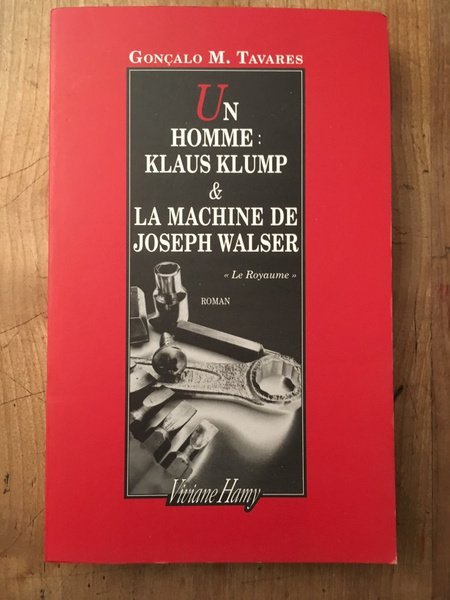 GONÇALO M. TAVARES
UN
HOMME :
KLAUS KLUMP
&
LA MACHINE DE
JOSEPH WALSER
« Le Royaume »
ROMAN
Viviane Hamy